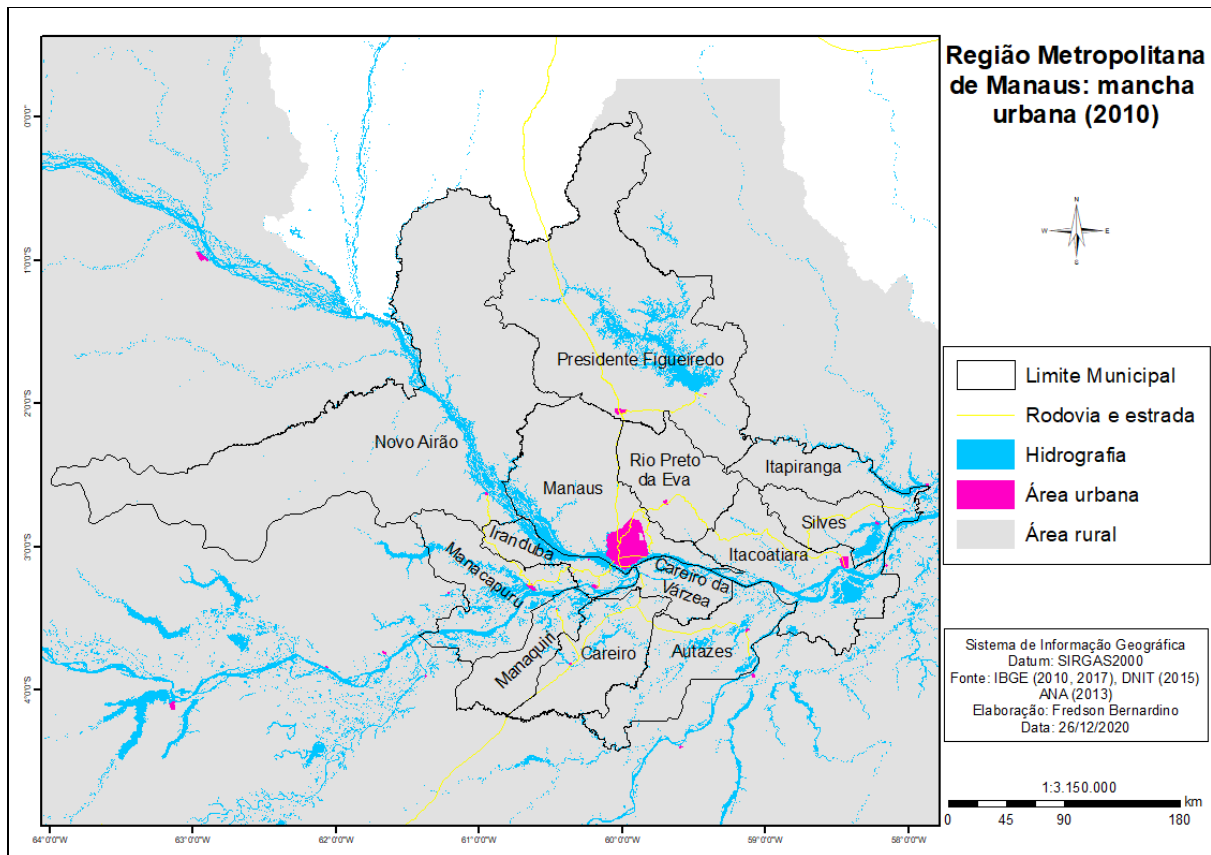 Região Metropolitana
de Manaus: mancha
urbana (2010)
N
W
E
S
0°0'0"
1°0'0"S
2°0'0"S
3°0'0"S
4°0'0"S
Presidente Figueiredo
Novo Airão
Rio Preto
da Eva
Itapiranga
Manaus
Silves
Iranduba
Itacoatiara
Manacapuru
Careiro da
Várzea
Manaquiri
Careiro
Autazes
64°0'0"W
63°0'0"W
62°0'0"W
61°0'0"W
60°0'0"W
59°0'0"W
58°0'0"W
Limite Municipal
Rodovia e estrada
Hidrografia
Área urbana
Área rural
Sistema de Informação Geográfica
Datum: SIRGAS2000
Fonte: IBGE (2010, 2017), DNIT (2015)
ANA (2013)
Elaboração: Fredson Bernardino
Data: 26/12/2020
1:3.150.000
km
0 45 90 180